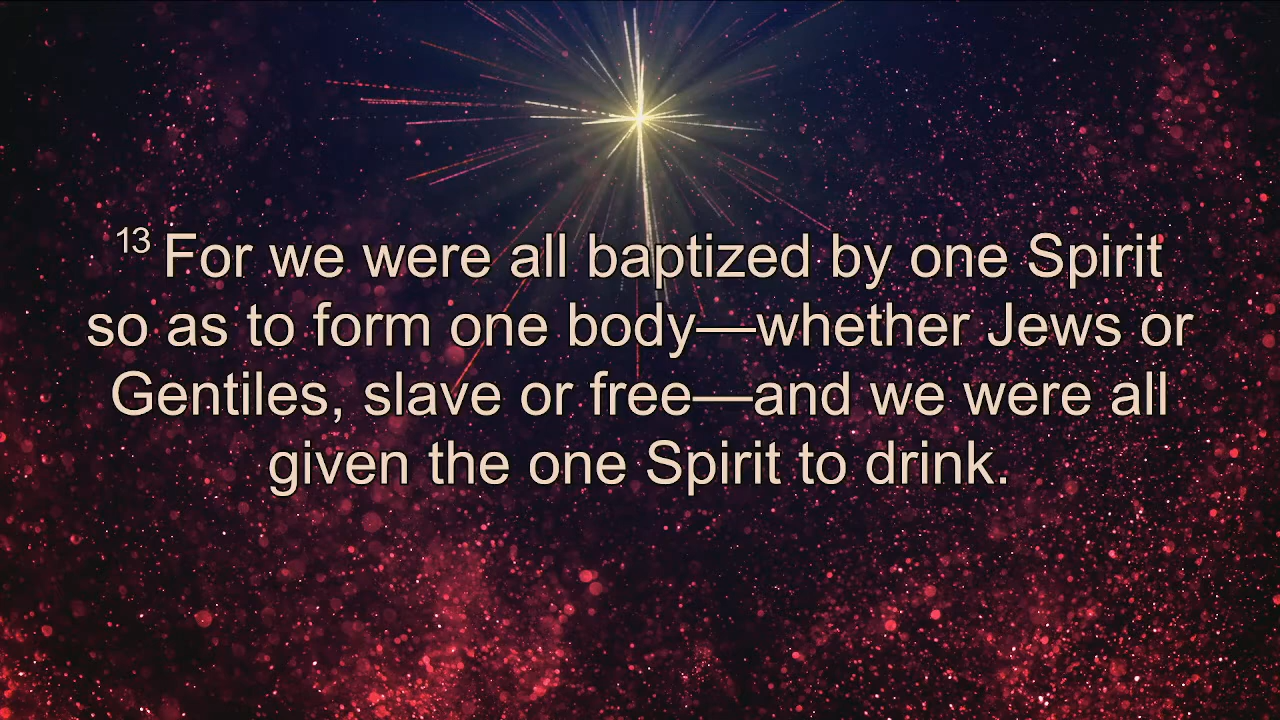 13 For we were all baptized by one Spirit
so as to form one body—whether Jews or
Gentiles, slave or free—and we were all
given the one Spirit to drink.